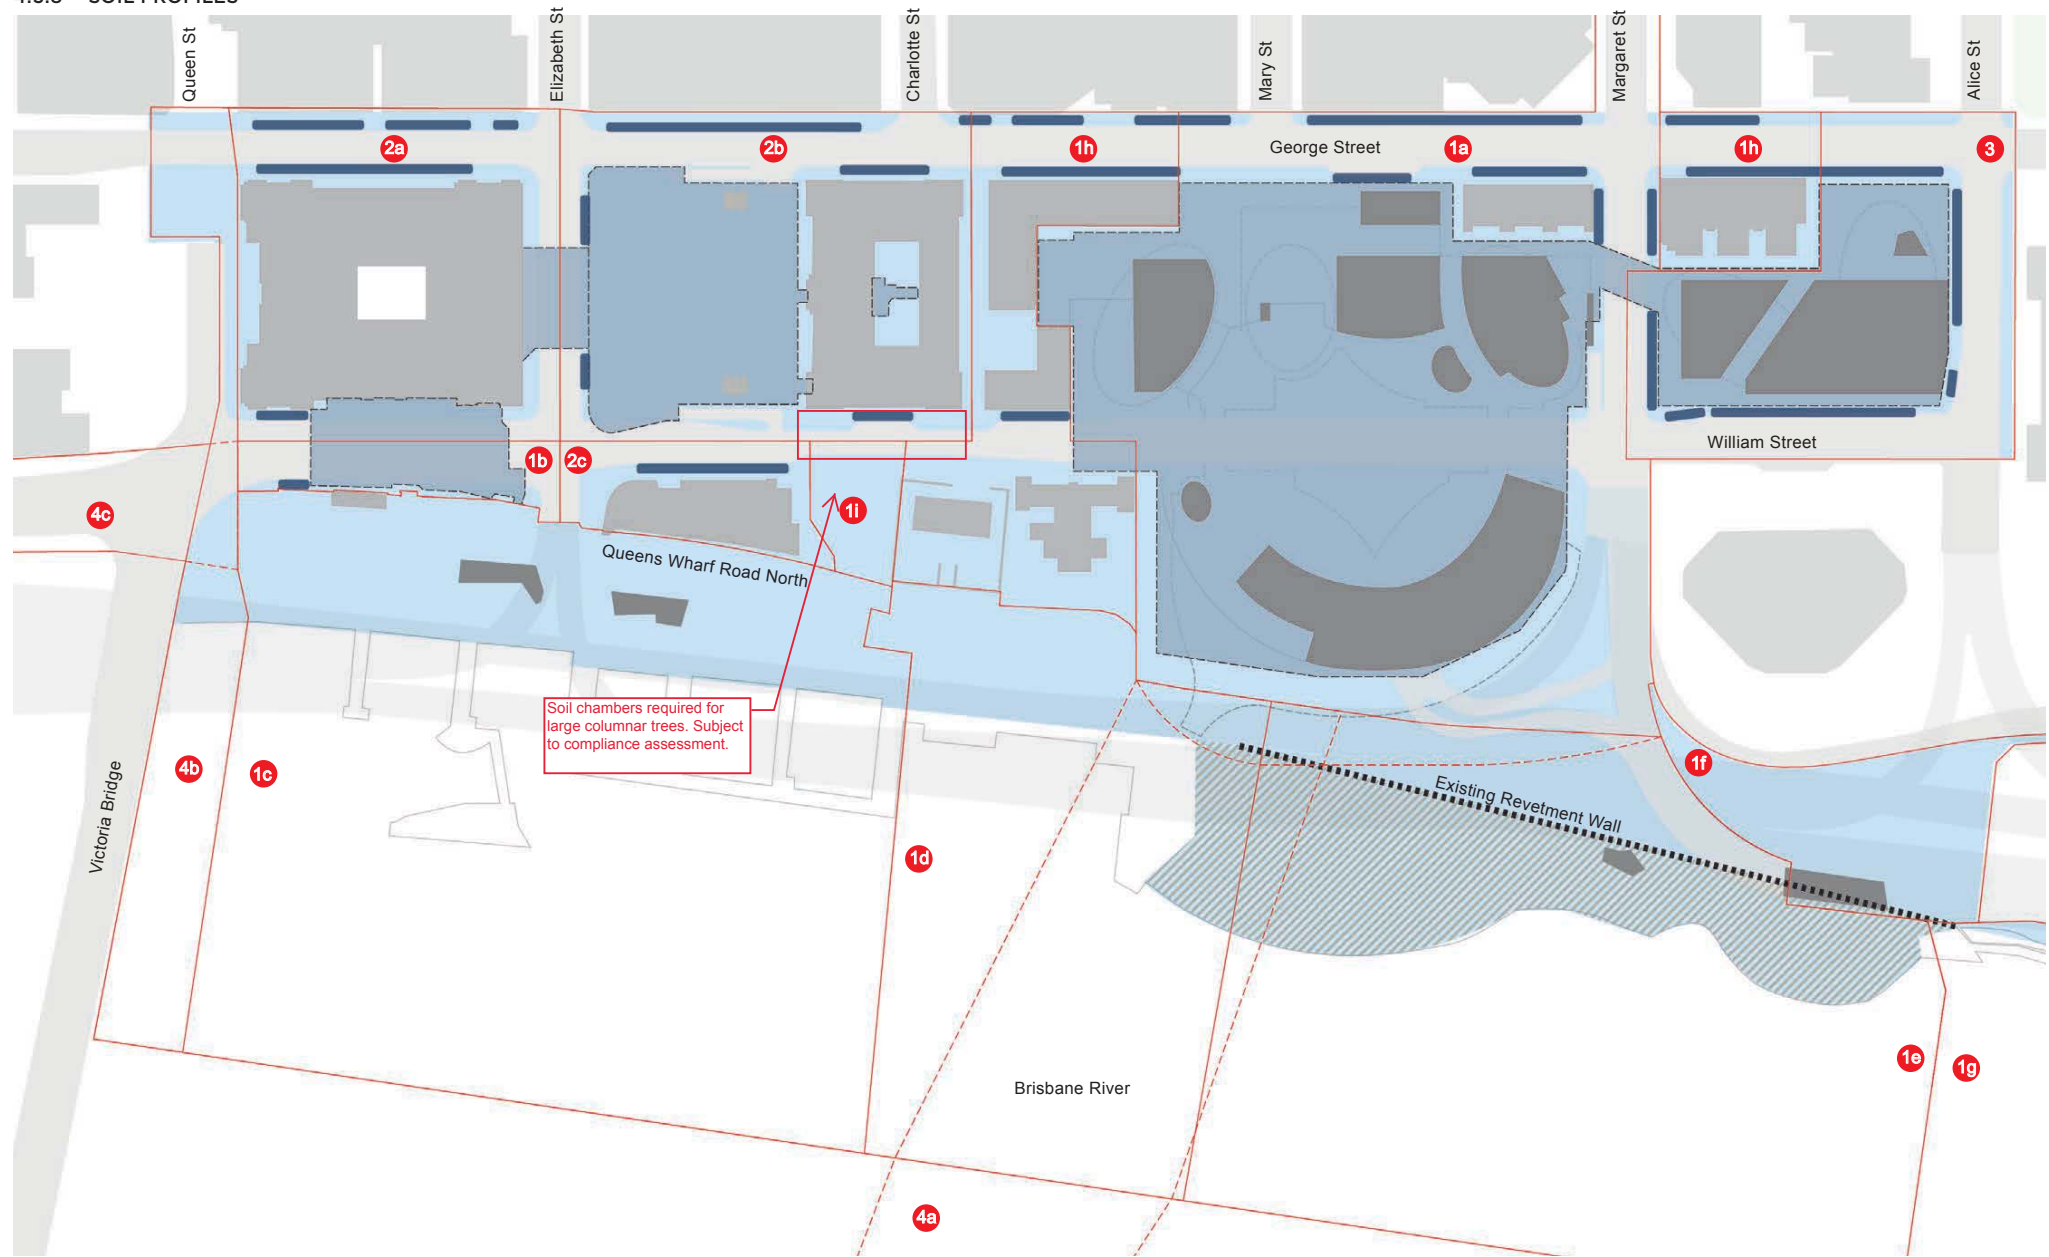 Queen St
Elizabeth St
Charlotte St
Mary St
Margaret St
Alice St
2a
2b
1h
George Street
1a
1h
3
William Street
1b
2c
4c
1i
Queens Wharf Road North
Soil chambers required for
large columnar trees. Subject
to compliance assessment.
Victoria Bridge
4b
1c
1f
Existing Revetment Wall
1d
1e
1g
Brisbane River
4a